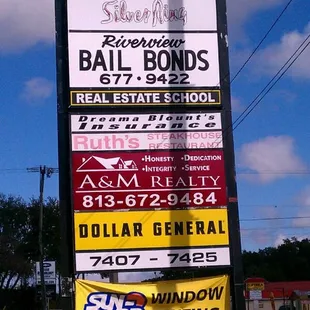 Silver Ring
Riverview
BAIL BONDS
677-9422
REAL ESTATE SCHOOL
Dreama Blount's
Insurance
Ruth's STEAKHOUSE
RESTAURANT
•Honesty •Dedication
•Integrity •Service
A&M REALTY
813-672-9484
DOLLAR GENERAL
7407 - 7425
WINDOW